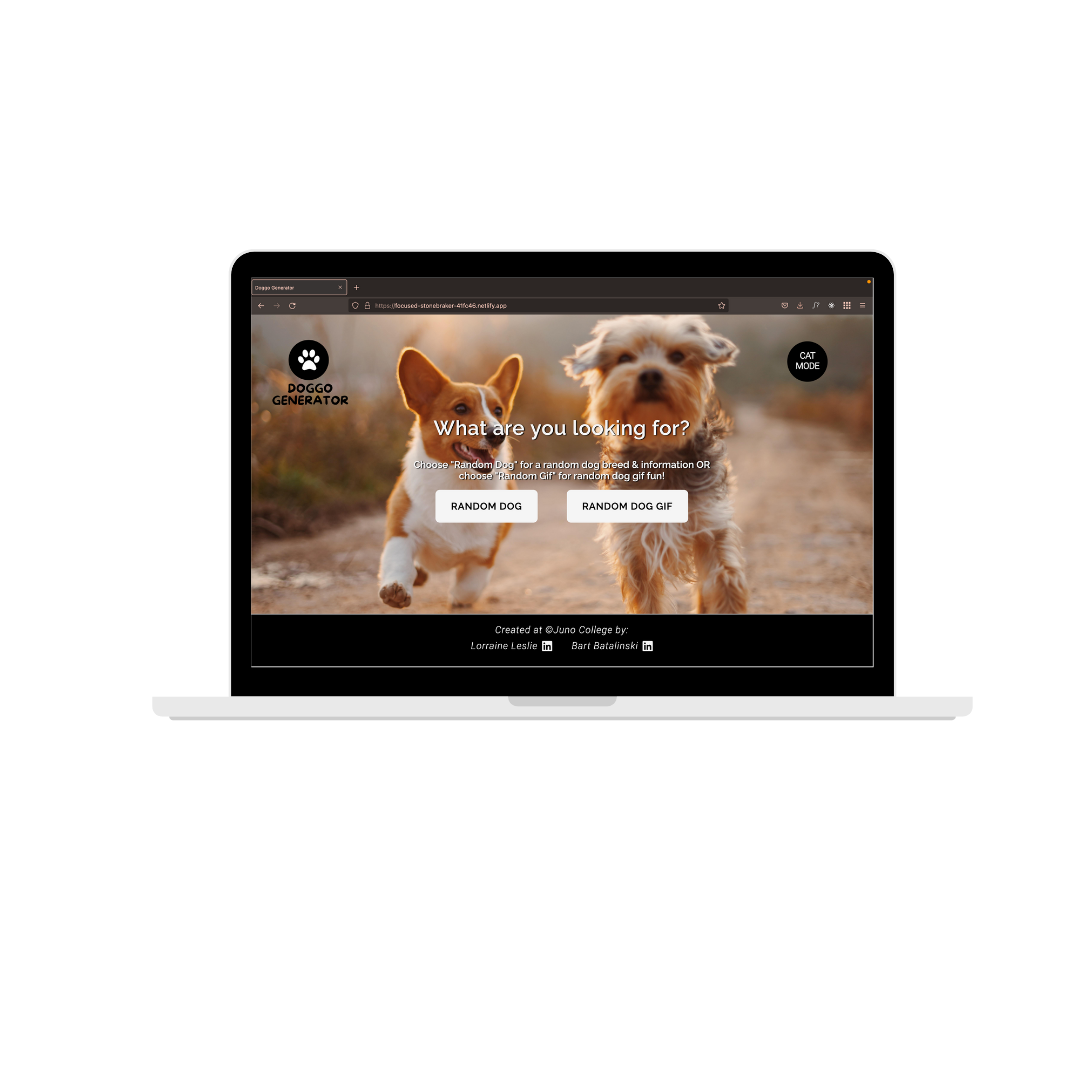 Doggo Generator
https://focused-stonebraker-41fc46.netlify.app
DOGGO
GENERATOR
CAT
MODE
What are you looking for?
Choose "Random Dog" for a random dog breed & information OR
choose "Random Gif" for random dog gif fun!
RANDOM DOG
RANDOM DOG GIF
Created at ©Juno College by:
Lorraine Leslie in
Bart Batalinski in